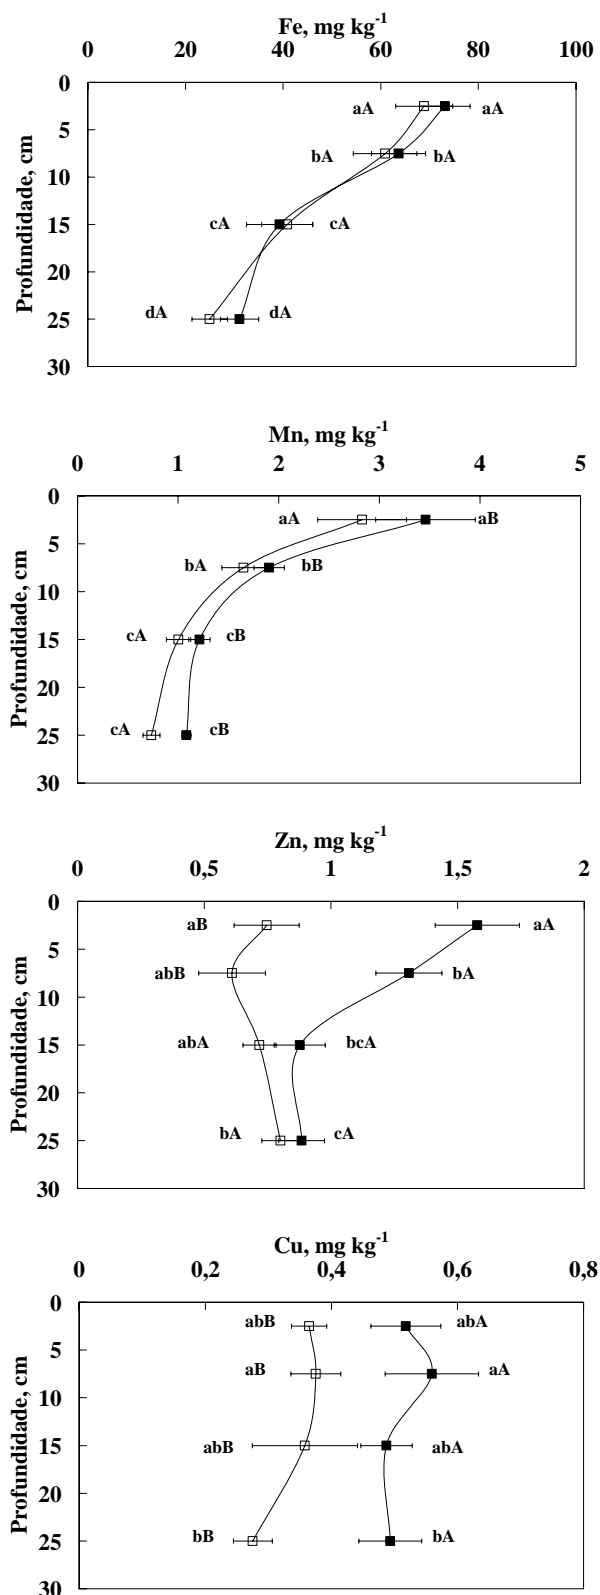 Fe, mg kg-1
0 20 40 60 80 100
Profundidade, cm
0
5
10
15
20
25
30
aA aA
bA bA
cA cA
dA dA
Mn, mg kg-1
0 1 2 3 4 5
Profundidade, cm
0
5
10
15
20
25
30
aA aB
bA bB
cA cB
cA cB
Zn, mg kg-1
0 0,5 1 1,5 2
Profundidade, cm
0
5
10
15
20
25
30
aB aA
abB bA
abA bcA
bA cA
Cu, mg kg-1
0 0,2 0,4 0,6 0,8
Profundidade, cm
0
5
10
15
20
25
30
abB abA
aB aA
abB abA
bB bA